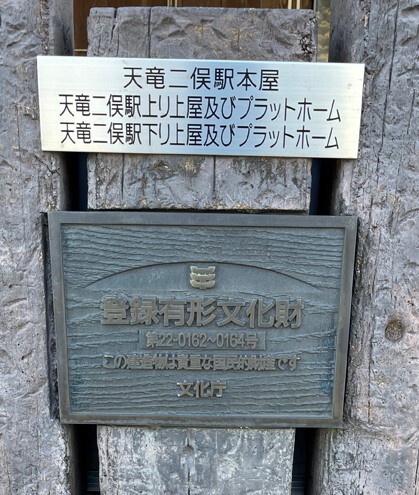 天竜二俣駅本屋
天竜二俣駅上り上屋及びプラットホーム
天竜二俣駅下り上屋及びプラットホーム
登録有形文化財
第22-0162~0164号
この建造物は貴重な国民的財産です
文化庁